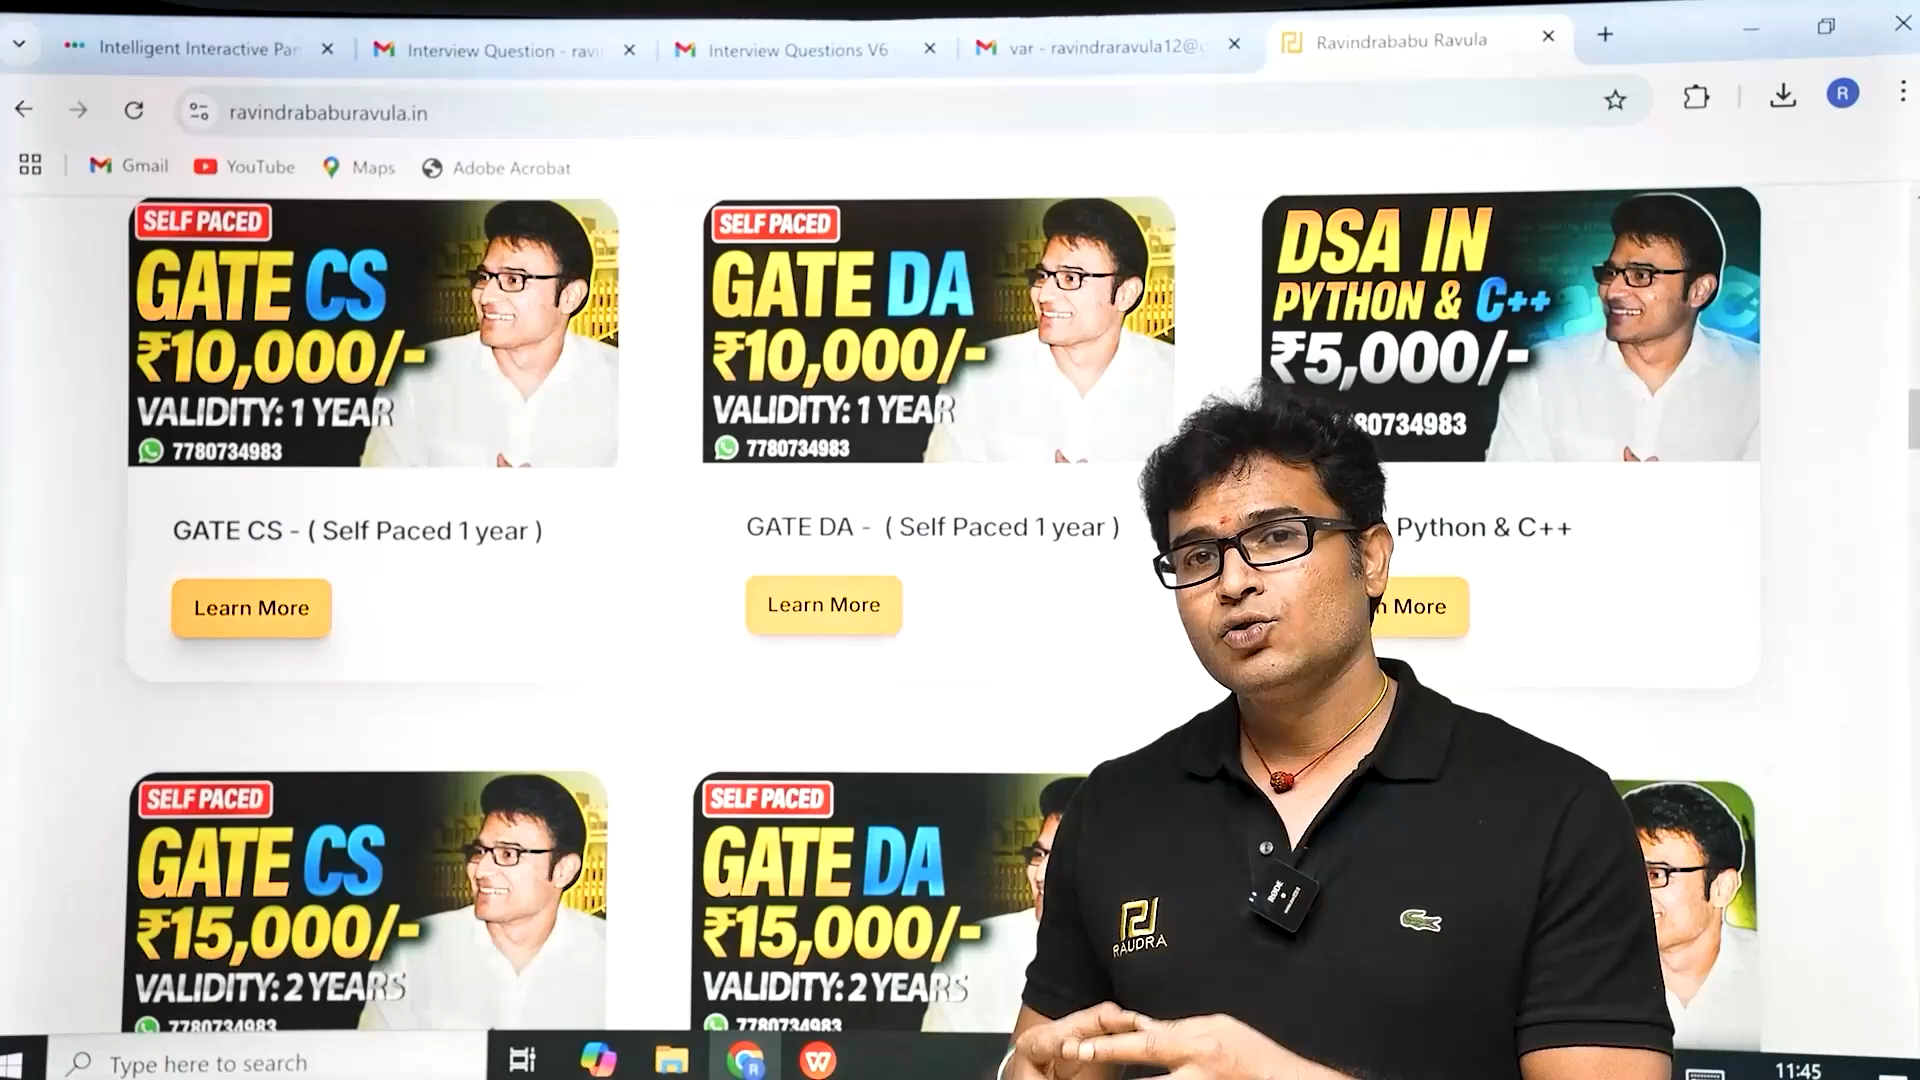 Intelligent Interactive Par
Interview Question - ravi
Interview Questions V6
var - ravindraravula12@g
Ravindrababu Ravula
ravindrababuravula.in
R
Gmail
YouTube
Maps
Adobe Acrobat
SELF PACED
GATE CS
₹10,000/-
VALIDITY: 1 YEAR
7780734983
GATE CS - ( Self Paced 1 year )
Learn More
SELF PACED
GATE DA
₹10,000/-
VALIDITY: 1 YEAR
7780734983
GATE DA - ( Self Paced 1 year )
Learn More
DSA IN
PYTHON & C++
₹5,000/-
80734983
Python & C++
n More
SELF PACED
GATE CS
₹15,000/-
VALIDITY: 2 YEARS
7780734983
SELF PACED
GATE DA
₹15,000/-
VALIDITY: 2 YEARS
7780734983
RODE
RAUDRA
Type here to search
R
11:45